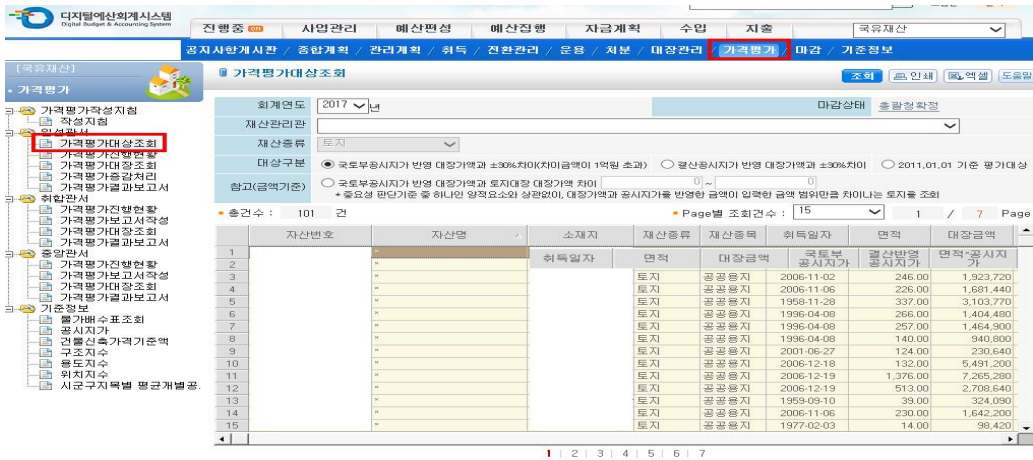 디지털예산회계시스템
Digital Budget & Accounting System
진행중 ON 사업관리 예산편성 예산집행 자금계획 수입 지출 국유재산
공지사항게시판 / 종합계획 / 관리계획 / 취득 / 전환관리 / 운용 / 처분 / 대장관리 / 가격평가 / 마감 / 기준정보
[국유재산]
• 가격평가
가격평가작성지침
작성지침
일선관서
가격평가대상조회
가격평가진행현황
가격평가대장조회
가격평가증감처리
가격평가결과보고서
취합관서
가격평가진행현황
가격평가보고서작성
가격평가대장조회
가격평가결과보고서
중앙관서
가격평가진행현황
가격평가보고서작성
가격평가대장조회
가격평가결과보고서
기준정보
물가배수표조회
공시지가
건물신축가격기준액
구조지수
용도지수
위치지수
시군구지목별 평균개별공.
가격평가대상조회
조회 인쇄 엑셀 도움말
회계연도 2017 년 마감상태 총괄청확정
재산관리관
재산종류 토지
대상구분 국토부공시지가 반영 대장가액과 ±30%차이(차이금액이 1억원 초과) 결산공시지가 반영 대장가액과 ±30%차이 2011,01,01 기준 평가대상
참고(금액기준) 국토부공시지가 반영 대장가액과 토지대장 대장가액 차이 0 ~ 0
* 중요성 판단기준 중 하나인 양적요소와 상관없이, 대장가액과 공시지가를 반영한 금액이 입력한 금액 범위만큼 차이나는 토지를 조회
• 총건수 : 101 건 • Page별 조회건수 : 15 1 / 7 Page
자산번호 자산명 소재지 재산종류 재산종목 취득일자 면적 대장금액
취득일자 면적 대장금액 국토부공시지가 결산반영공시지가 면적*공시지가
1 "
2 "
3 " 토지 공공용지 2006-11-02 246.00 1,923,720
4 " 토지 공공용지 2006-11-06 226.00 1,681,440
5 " 토지 공공용지 1958-11-28 337.00 3,103,770
6 " 토지 공공용지 1996-04-08 266.00 1,404,480
7 " 토지 공공용지 1996-04-08 257.00 1,464,900
8 " 토지 공공용지 1996-04-08 140.00 940,800
9 " 토지 공공용지 2001-06-27 124.00 230,640
10 " 토지 공공용지 2006-12-18 132.00 5,491,200
11 " 토지 공공용지 2006-12-19 1,376.00 7,265,280
12 " 토지 공공용지 2006-12-19 513.00 2,708,640
13 " 토지 공공용지 1959-09-10 39.00 324,090
14 " 토지 공공용지 2006-11-06 230.00 1,642,200
15 " 토지 공공용지 1977-02-03 14.00 98,420
1 | 2 | 3 | 4 | 5 | 6 | 7